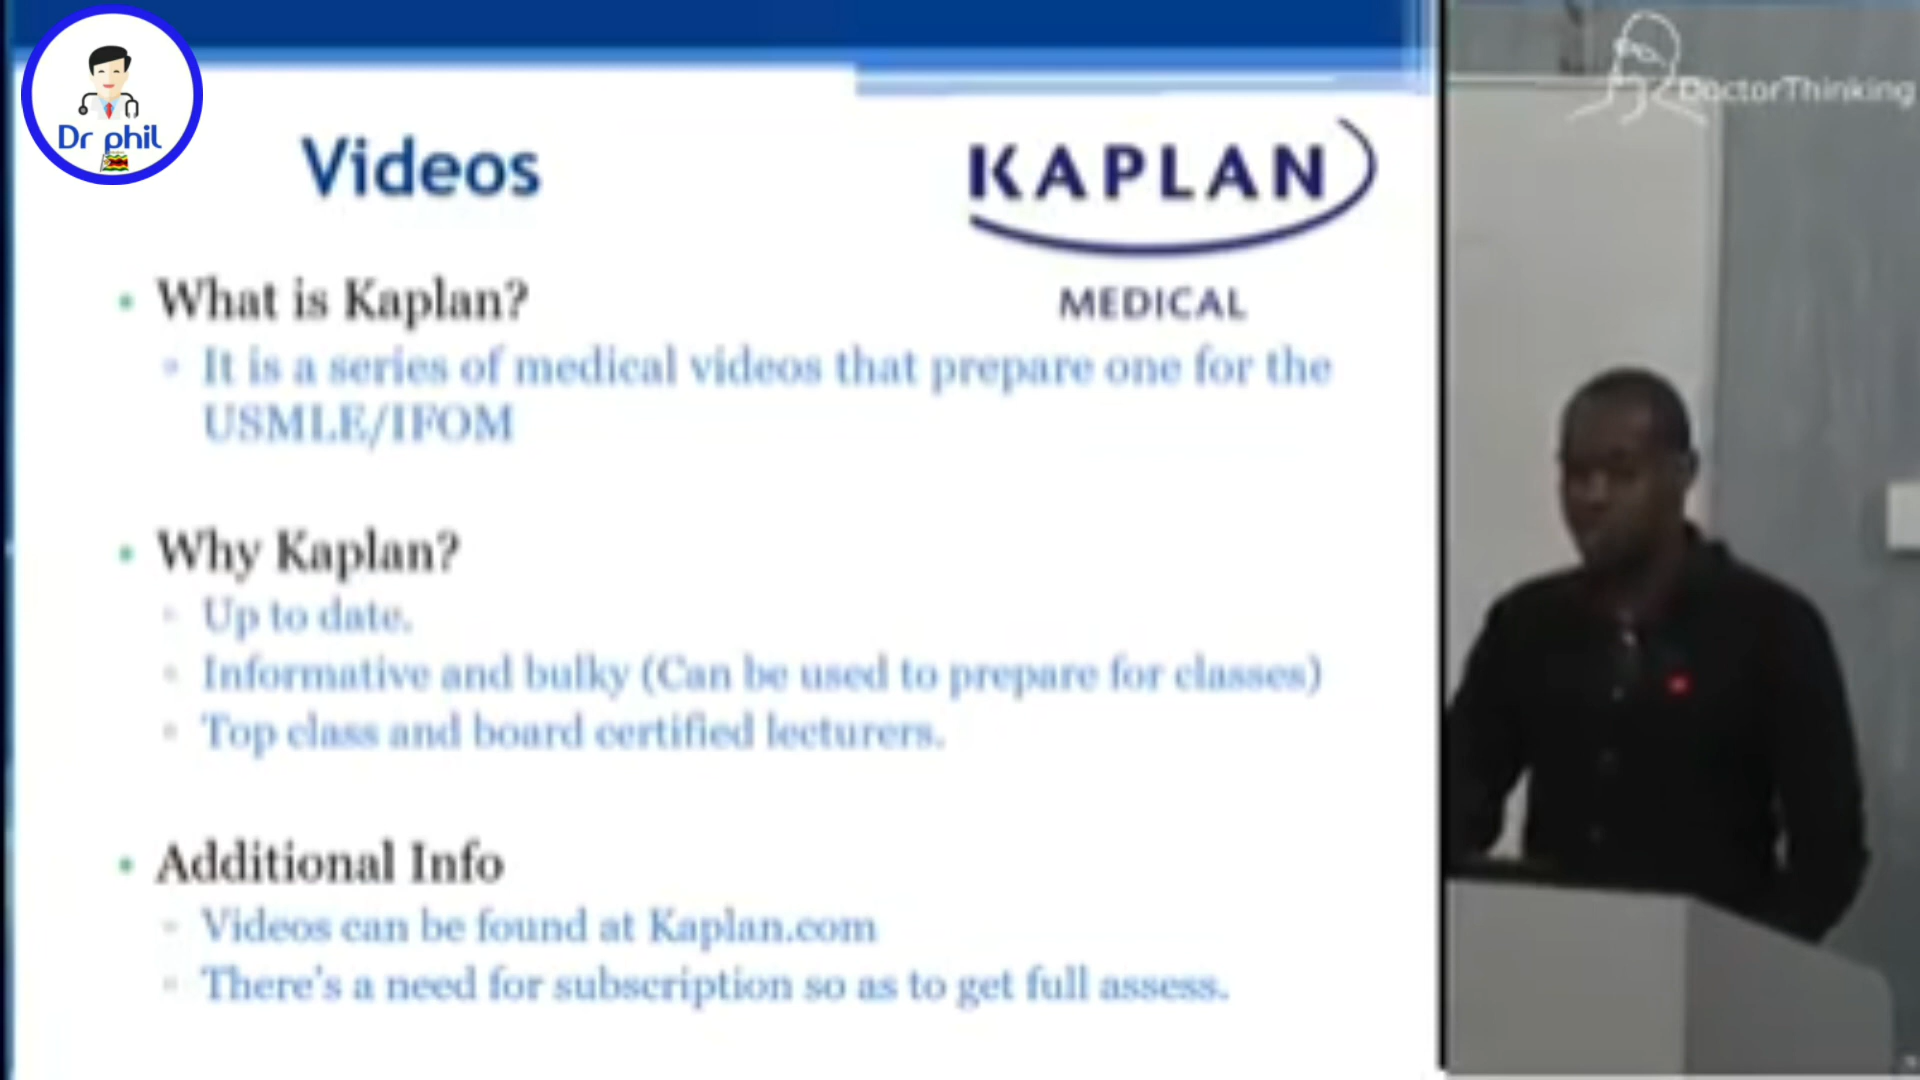 Dr phil
DoctorThinking
Videos
KAPLAN
MEDICAL
What is Kaplan?
It is a series of medical videos that prepare one for the
USMLE/IFOM
Why Kaplan?
Up to date.
Informative and bulky (Can be used to prepare for classes)
Top class and board certified lecturers.
Additional Info
Videos can be found at Kaplan.com
There's a need for subscription so as to get full assess.